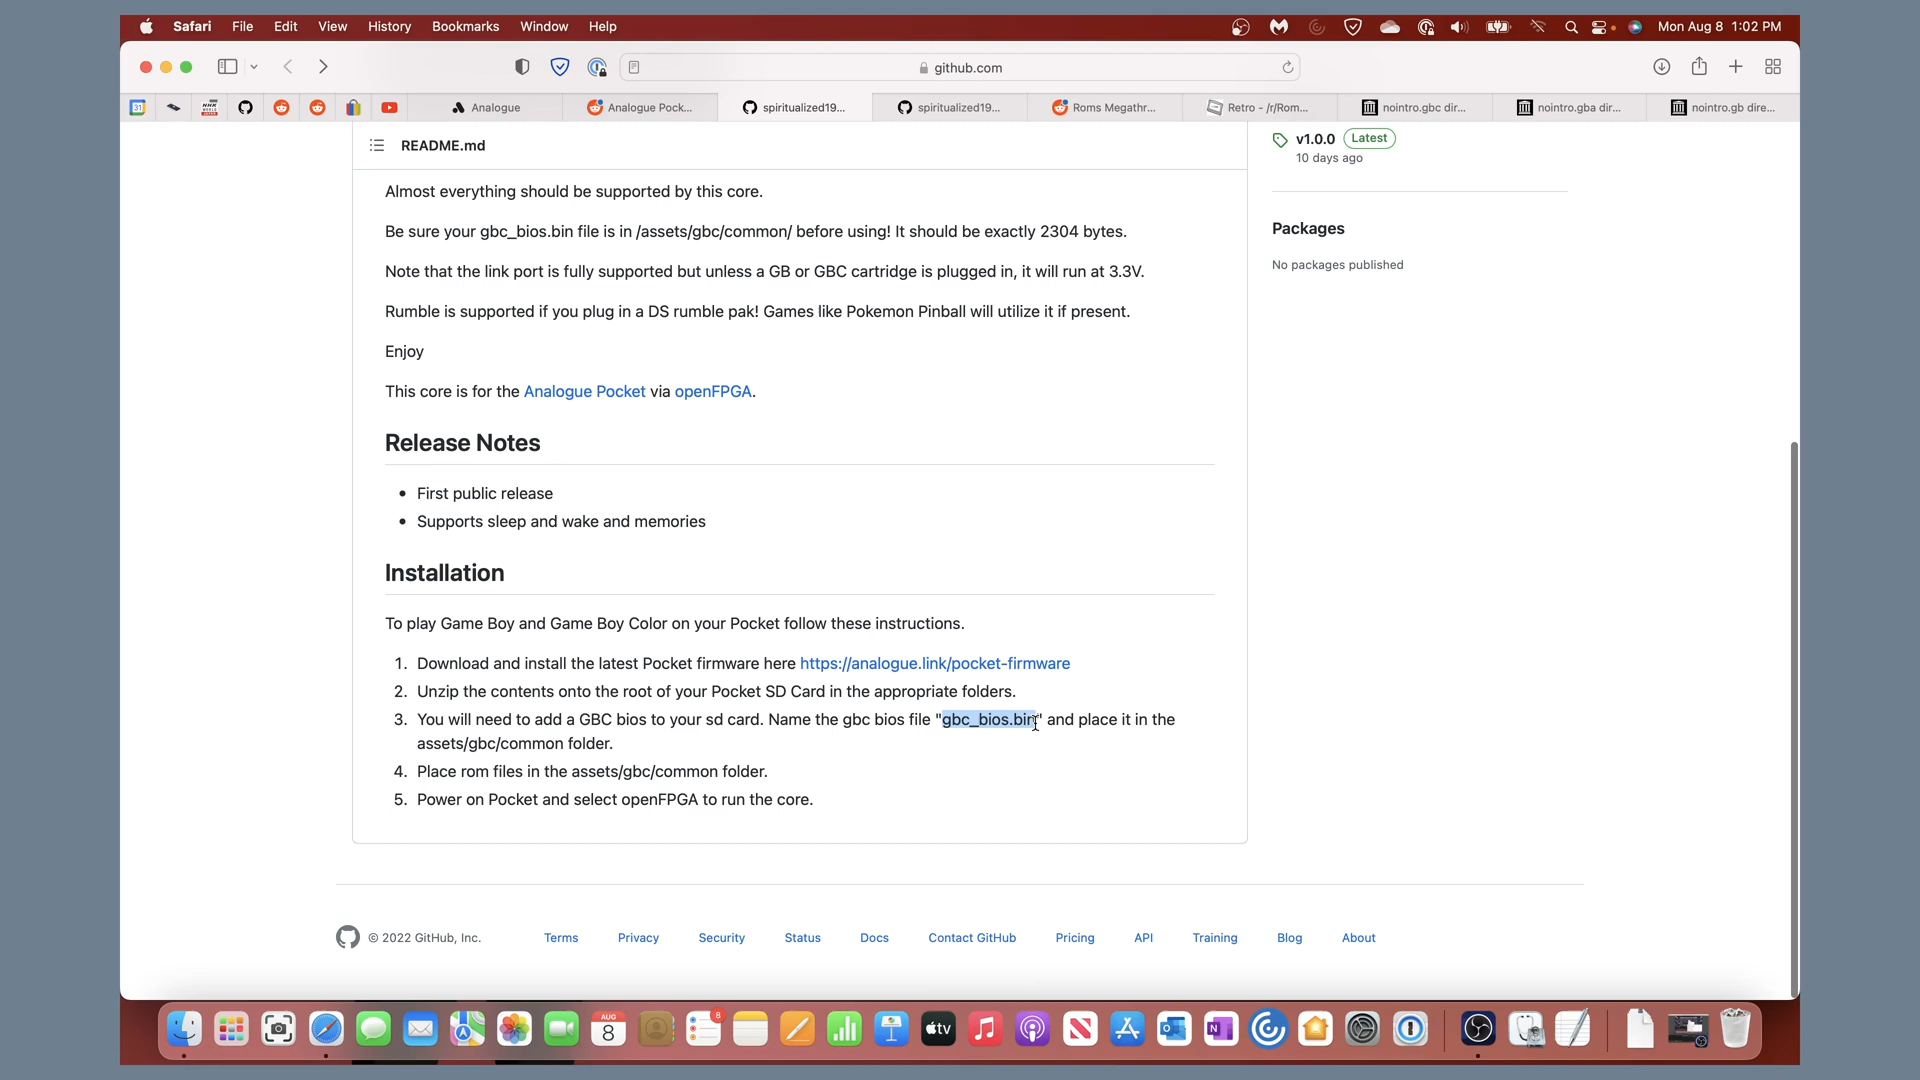 Safari File Edit View History Bookmarks Window Help Mon Aug 8 1:02 PM
github.com
31 NHK WORLD JAPAN Analogue Analogue Pock... spiritualized19... spiritualized19... Roms Megathr... Retro - /r/Rom... nointro.gbc dir... nointro.gba dir... nointro.gb dire...
README.md
v1.0.0 Latest
10 days ago
Almost everything should be supported by this core.
Be sure your gbc_bios.bin file is in /assets/gbc/common/ before using! It should be exactly 2304 bytes.
Packages
No packages published
Note that the link port is fully supported but unless a GB or GBC cartridge is plugged in, it will run at 3.3V.
Rumble is supported if you plug in a DS rumble pak! Games like Pokemon Pinball will utilize it if present.
Enjoy
This core is for the Analogue Pocket via openFPGA.
Release Notes
• First public release
• Supports sleep and wake and memories
Installation
To play Game Boy and Game Boy Color on your Pocket follow these instructions.
1. Download and install the latest Pocket firmware here https://analogue.link/pocket-firmware
2. Unzip the contents onto the root of your Pocket SD Card in the appropriate folders.
3. You will need to add a GBC bios to your sd card. Name the gbc bios file "gbc_bios.bin" and place it in the
assets/gbc/common folder.
4. Place rom files in the assets/gbc/common folder.
5. Power on Pocket and select openFPGA to run the core.
© 2022 GitHub, Inc. Terms Privacy Security Status Docs Contact GitHub Pricing API Training Blog About
AUG 8 8 tv N